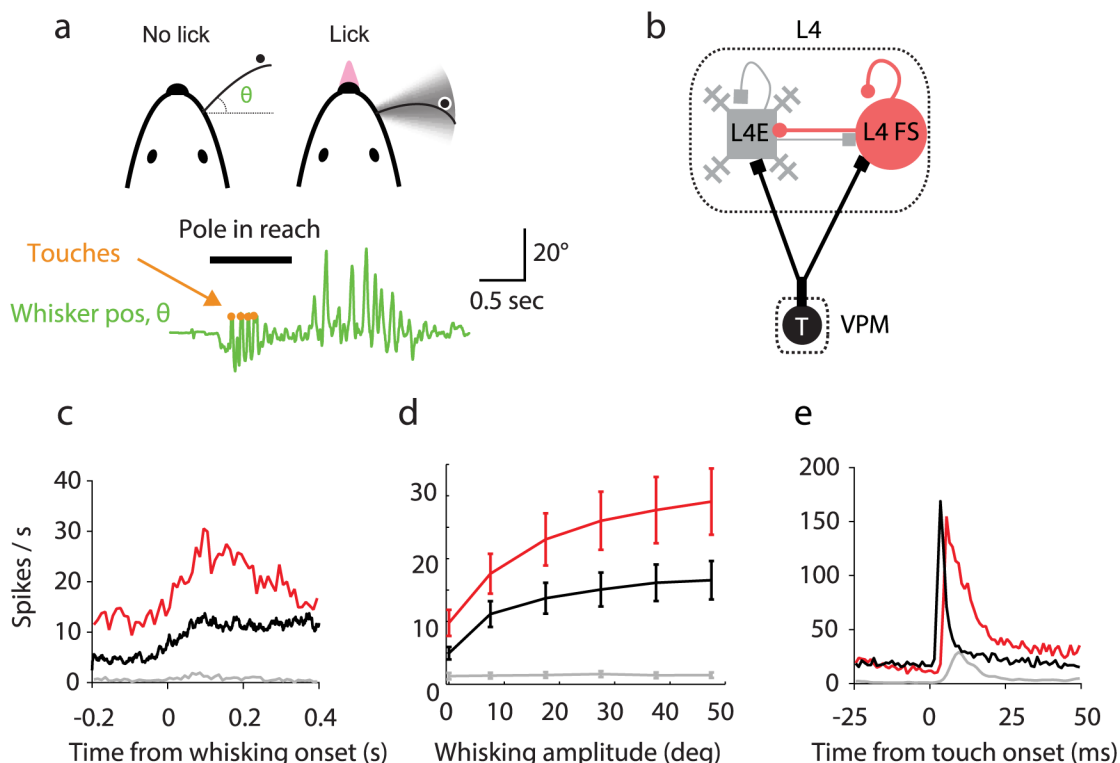 a
No lick
Lick
θ
Pole in reach
Touches
Whisker pos, θ
20°
0.5 sec
b
L4
L4E
L4 FS
T
VPM
c
Spikes / s
40
30
20
10
0
-0.2
0
0.2
0.4
Time from whisking onset (s)
d
30
20
10
0
0
10
20
30
40
50
Whisking amplitude (deg)
e
200
150
100
50
0
-25
0
25
50
Time from touch onset (ms)